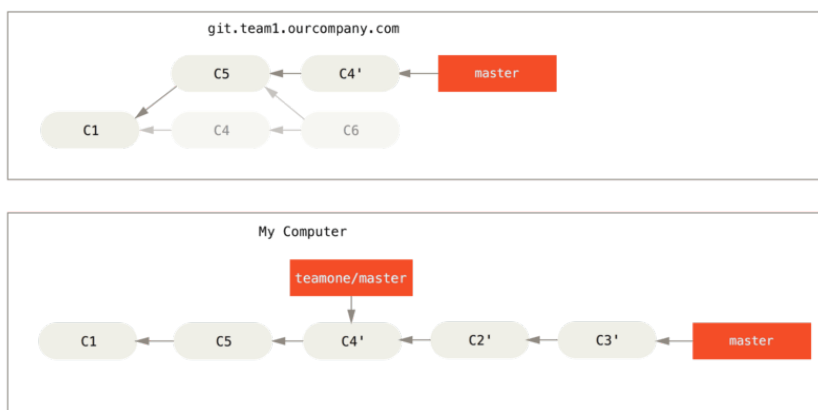 git.team1.ourcompany.com
C5 C4' master
C1 C4 C6
My Computer
teamone/master
C1 C5 C4' C2' C3' master